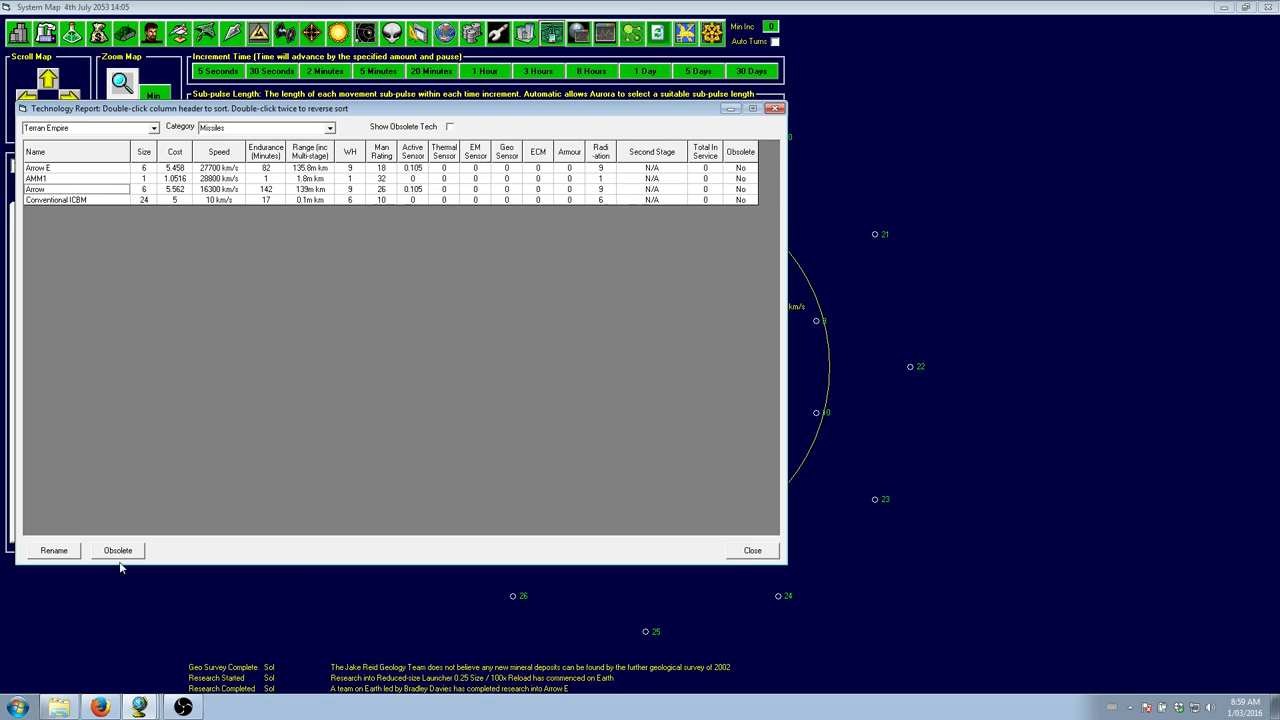 System Map 4th July 2053 14:05
Min Inc 0
Auto Turns
Scroll Map
Zoom Map
Min
Increment Time (Time will advance by the specified amount and pause)
5 Seconds 30 Seconds 2 Minutes 5 Minutes 20 Minutes 1 Hour 3 Hours 8 Hours 1 Day 5 Days 30 Days
Sub-pulse Length: The length of each movement sub-pulse within each time increment. Automatic allows Aurora to select a suitable sub-pulse length
Technology Report: Double-click column header to sort. Double-click twice to reverse sort
Terran Empire Category Missiles Show Obsolete Tech
Name Size Cost Speed Endurance (Minutes) Range (inc Multi-stage) WH Man Rating Active Sensor Thermal Sensor EM Sensor Geo Sensor ECM Armour Radi -ation Second Stage Total In Service Obsolete
Arrow E 6 5.458 27700 km/s 82 135.8m km 9 18 0.105 0 0 0 0 0 9 N/A 0 No
AMM1 1 1.0516 28800 km/s 1 1.8m km 1 32 0 0 0 0 0 0 1 N/A 0 No
Arrow 6 5.562 16300 km/s 142 139m km 9 26 0.105 0 0 0 0 0 9 N/A 0 No
Conventional ICBM 24 5 10 km/s 17 0.1m km 6 10 0 0 0 0 0 0 6 N/A 0 No
21
km/s
9
22
10
23
Rename Obsolete Close
26
24
25
Geo Survey Complete Sol The Jake Reid Geology Team does not believe any new mineral deposits can be found by the further geological survey of 2002
Research Started Sol Research into Reduced-size Launcher 0.25 Size / 100x Reload has commenced on Earth
Research Completed Sol A team on Earth led by Bradley Davies has completed research into Arrow E
8:59 AM
1/03/2016